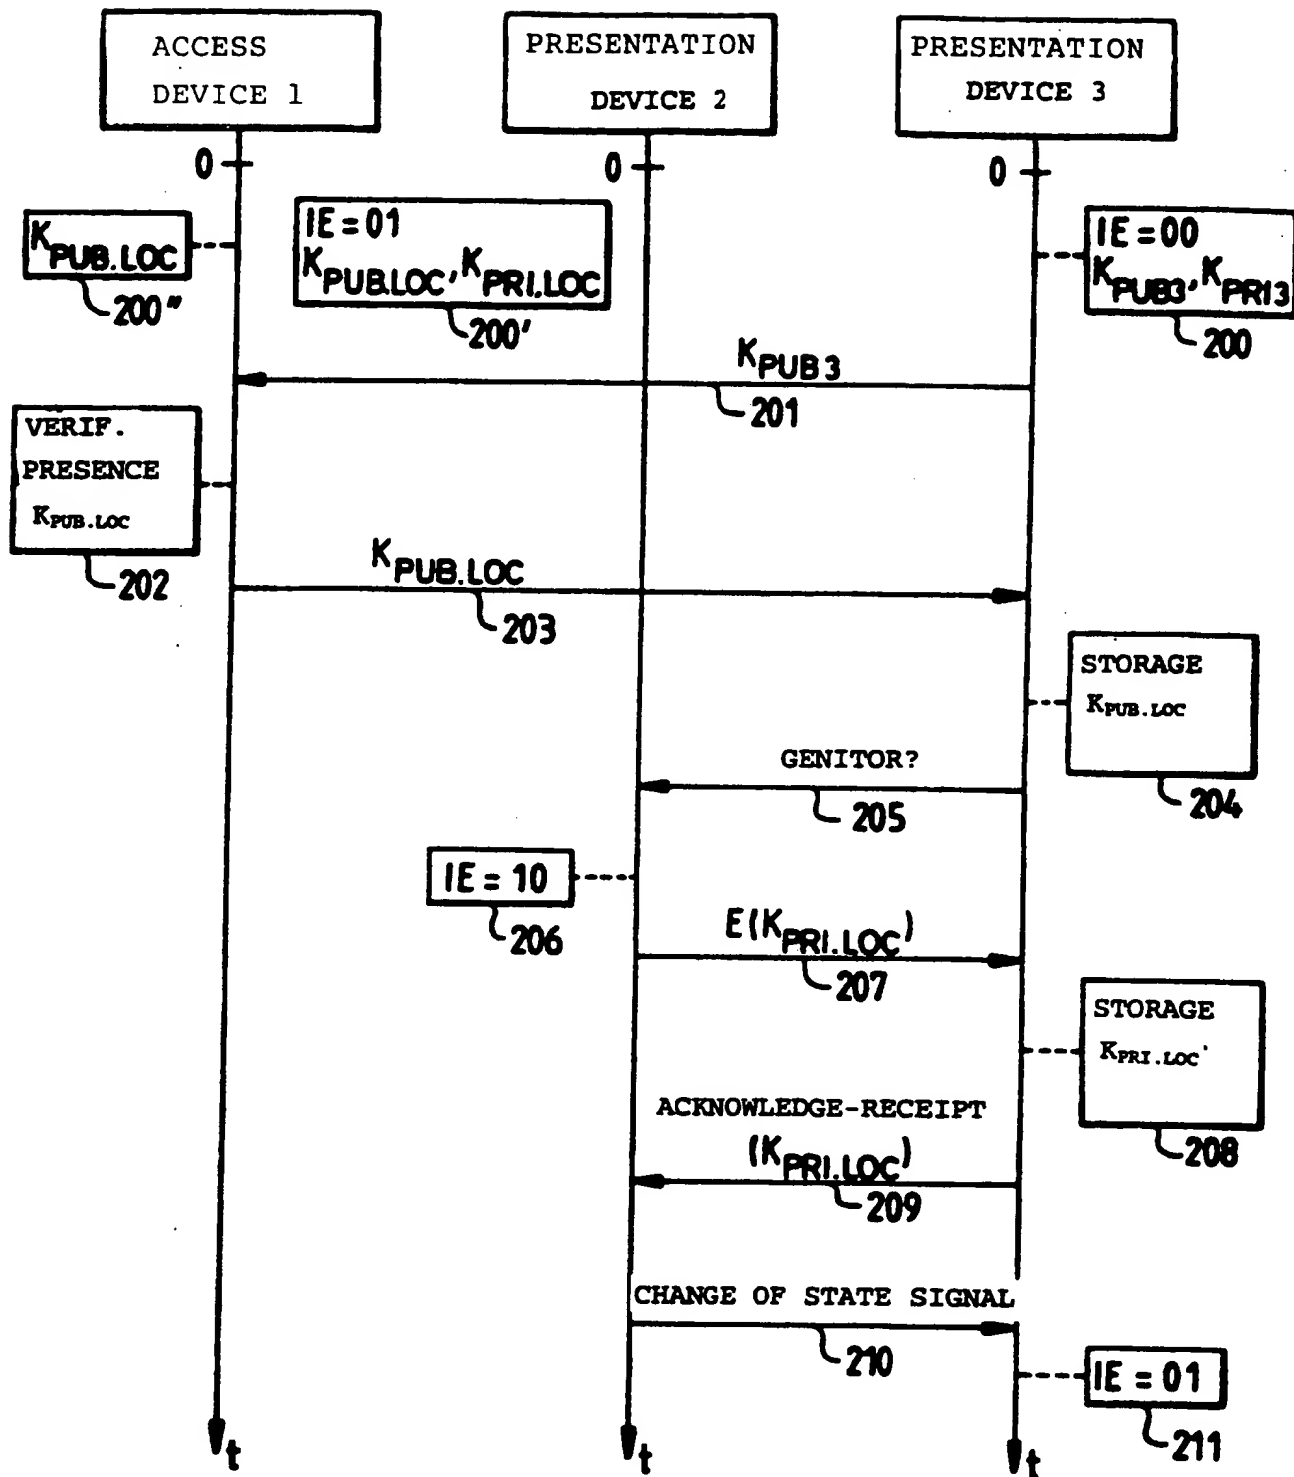 ACCESS
DEVICE 1
PRESENTATION
DEVICE 2
PRESENTATION
DEVICE 3
0
0
0
KPUB.LOC
200"
IE = 01
KPUB.LOC, KPRI.LOC
200'
IE = 00
KPUB3, KPRI3
200
KPUB3
201
VERIF.
PRESENCE
KPUB.LOC
202
KPUB.LOC
203
STORAGE
KPUB.LOC
204
GENITOR?
205
IE = 10
206
E(KPRI.LOC)
207
STORAGE
KPRI.LOC
208
ACKNOWLEDGE-RECEIPT
(KPRI.LOC)
209
CHANGE OF STATE SIGNAL
210
IE = 01
211
t
t
t